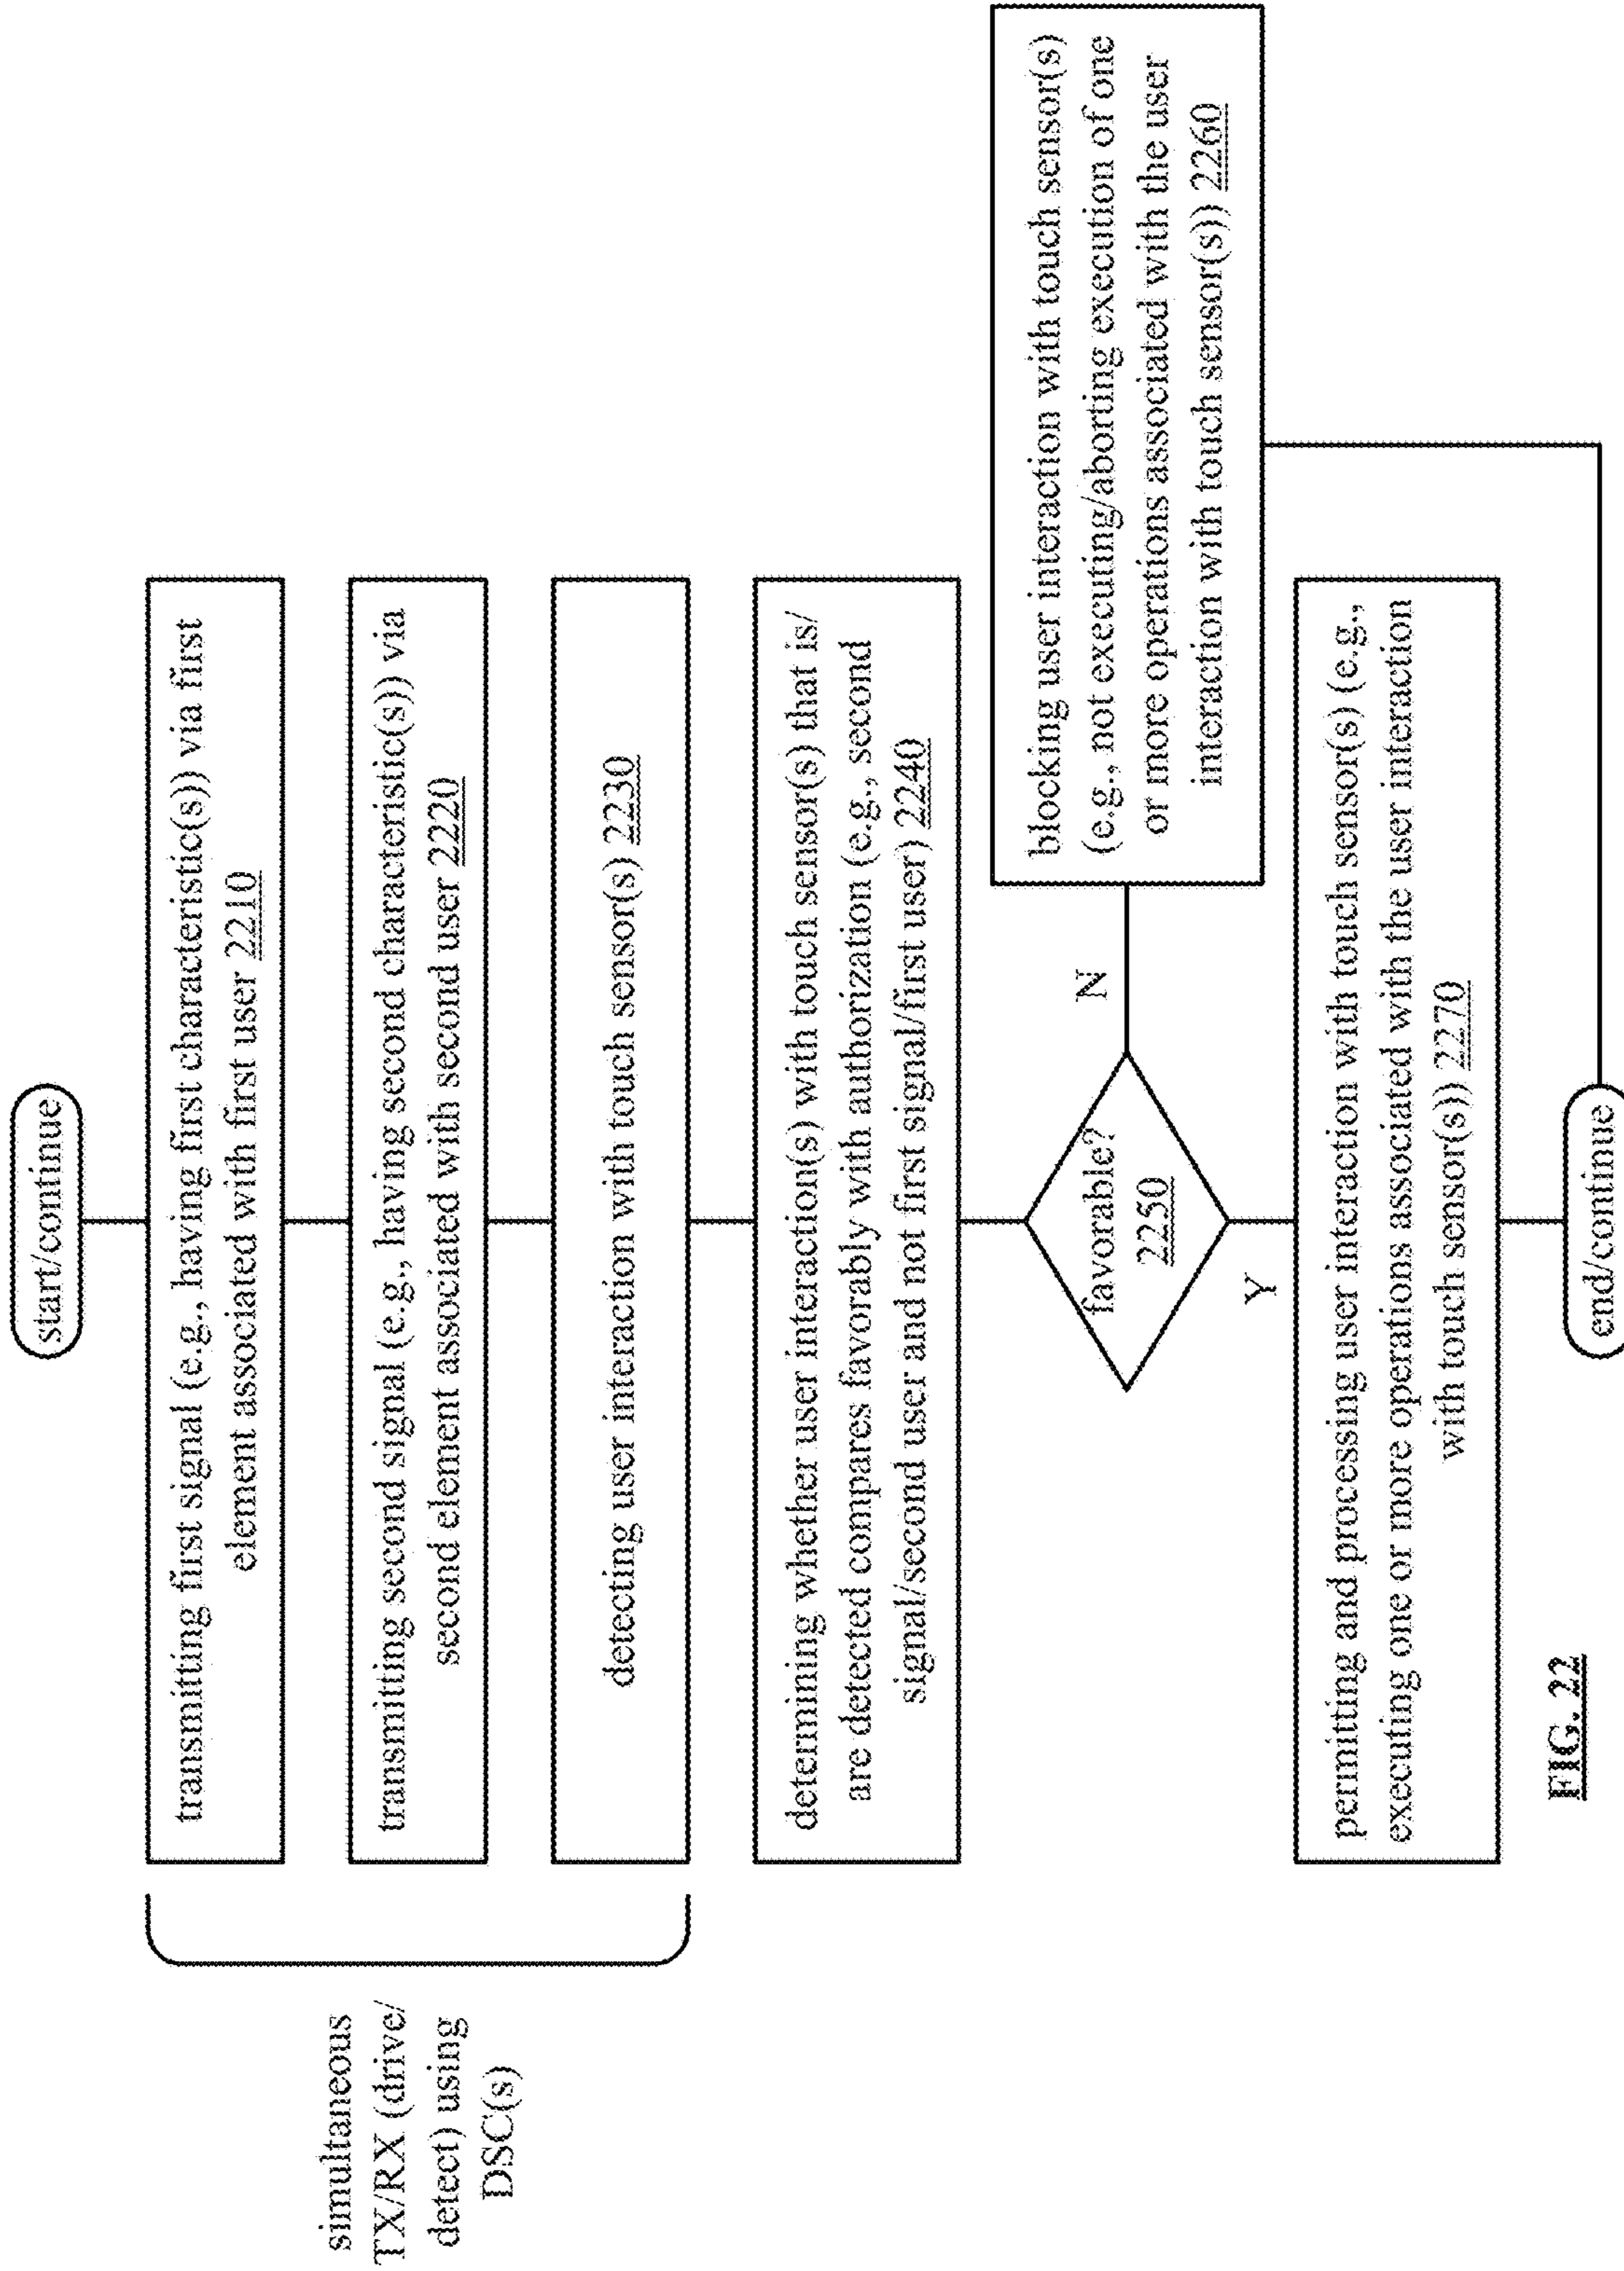 start/continue
transmitting first signal (e.g., having first characteristic(s)) via first
element associated with first user 2210
transmitting second signal (e.g., having second characteristic(s)) via
second element associated with second user 2220
detecting user interaction with touch sensor(s) 2230
simultaneous
TX/RX (drive/
detect) using
DSC(s)
determining whether user interaction(s) with touch sensor(s) that is/
are detected compares favorably with authorization (e.g., second
signal/second user and not first signal/first user) 2240
favorable?
2250
N
blocking user interaction with touch sensor(s)
(e.g., not executing/aborting execution of one
or more operations associated with the user
interaction with touch sensor(s)) 2260
Y
permitting and processing user interaction with touch sensor(s) (e.g.,
executing one or more operations associated with the user interaction
with touch sensor(s)) 2270
end/continue
FIG. 22